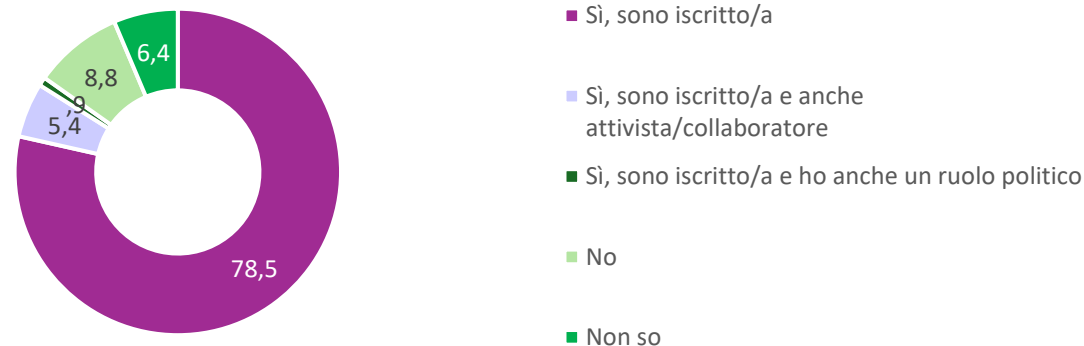 6,4
8,8
,9
5,4
78,5
Sì, sono iscritto/a
Sì, sono iscritto/a e anche
attivista/collaboratore
Sì, sono iscritto/a e ho anche un ruolo politico
No
Non so